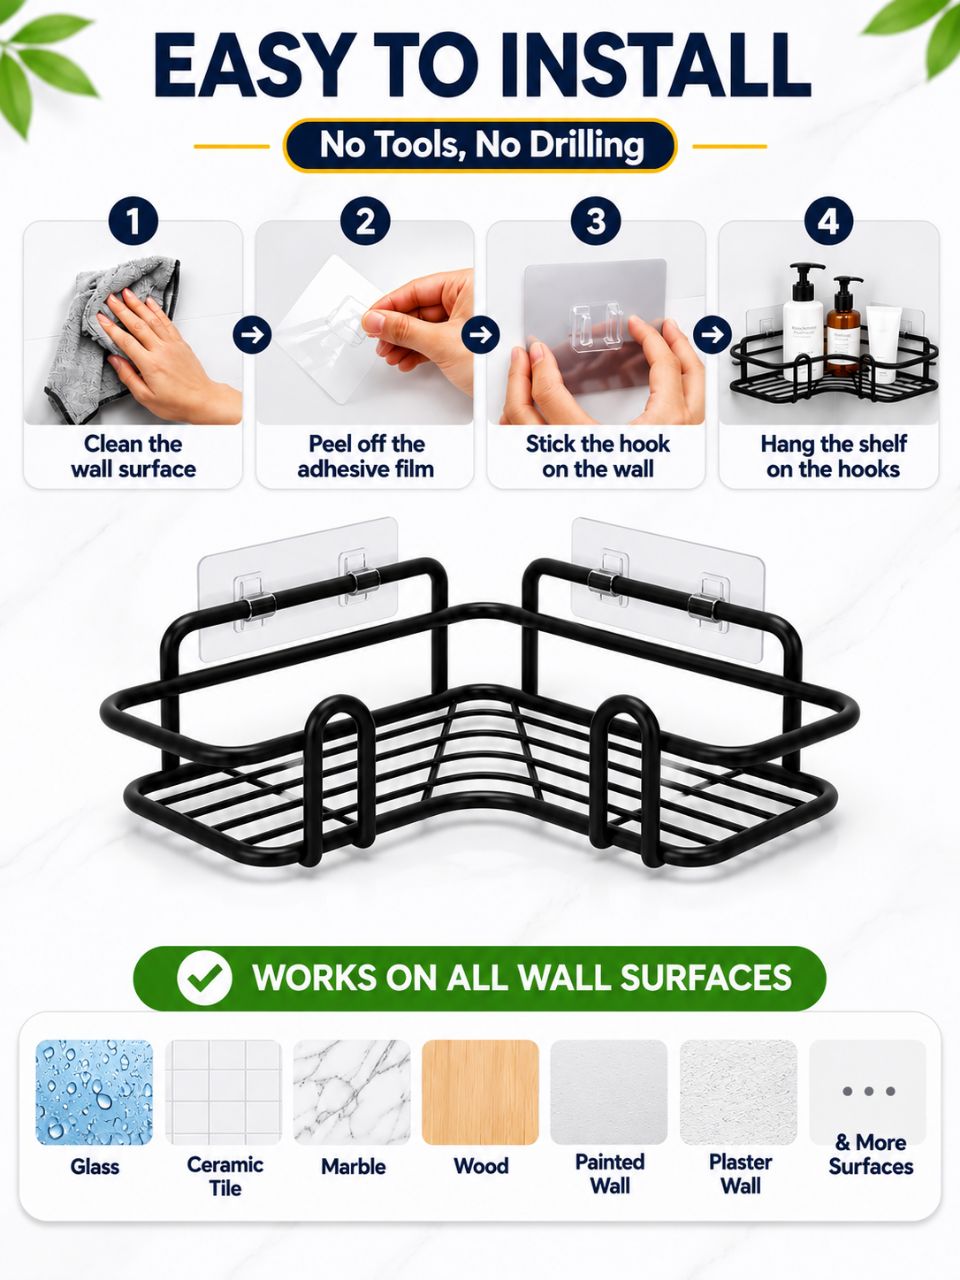 EASY TO INSTALL
No Tools, No Drilling
1
2
3
4
Clean the
wall surface
Peel off the
adhesive film
Stick the hook
on the wall
Hang the shelf
on the hooks
WORKS ON ALL WALL SURFACES
Glass
Ceramic
Tile
Marble
Wood
Painted
Wall
Plaster
Wall
& More
Surfaces